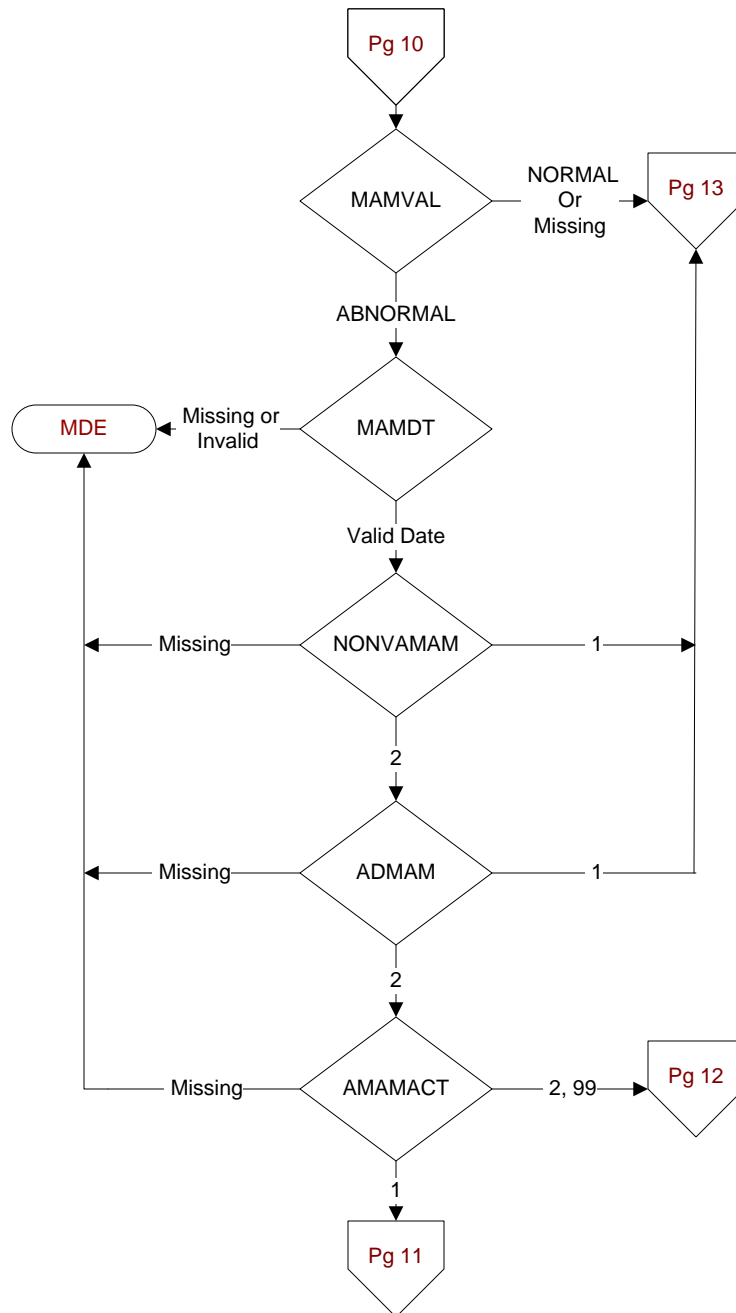 Pg 10
MAMVAL
NORMAL
Or
Missing
Pg 13
ABNORMAL
MDE
Missing or
Invalid
MAMDT
Valid Date
Missing
NONVAMAM
1
2
Missing
ADMAM
1
2
Missing
AMAMACT
2, 99
Pg 12
1
Pg 11